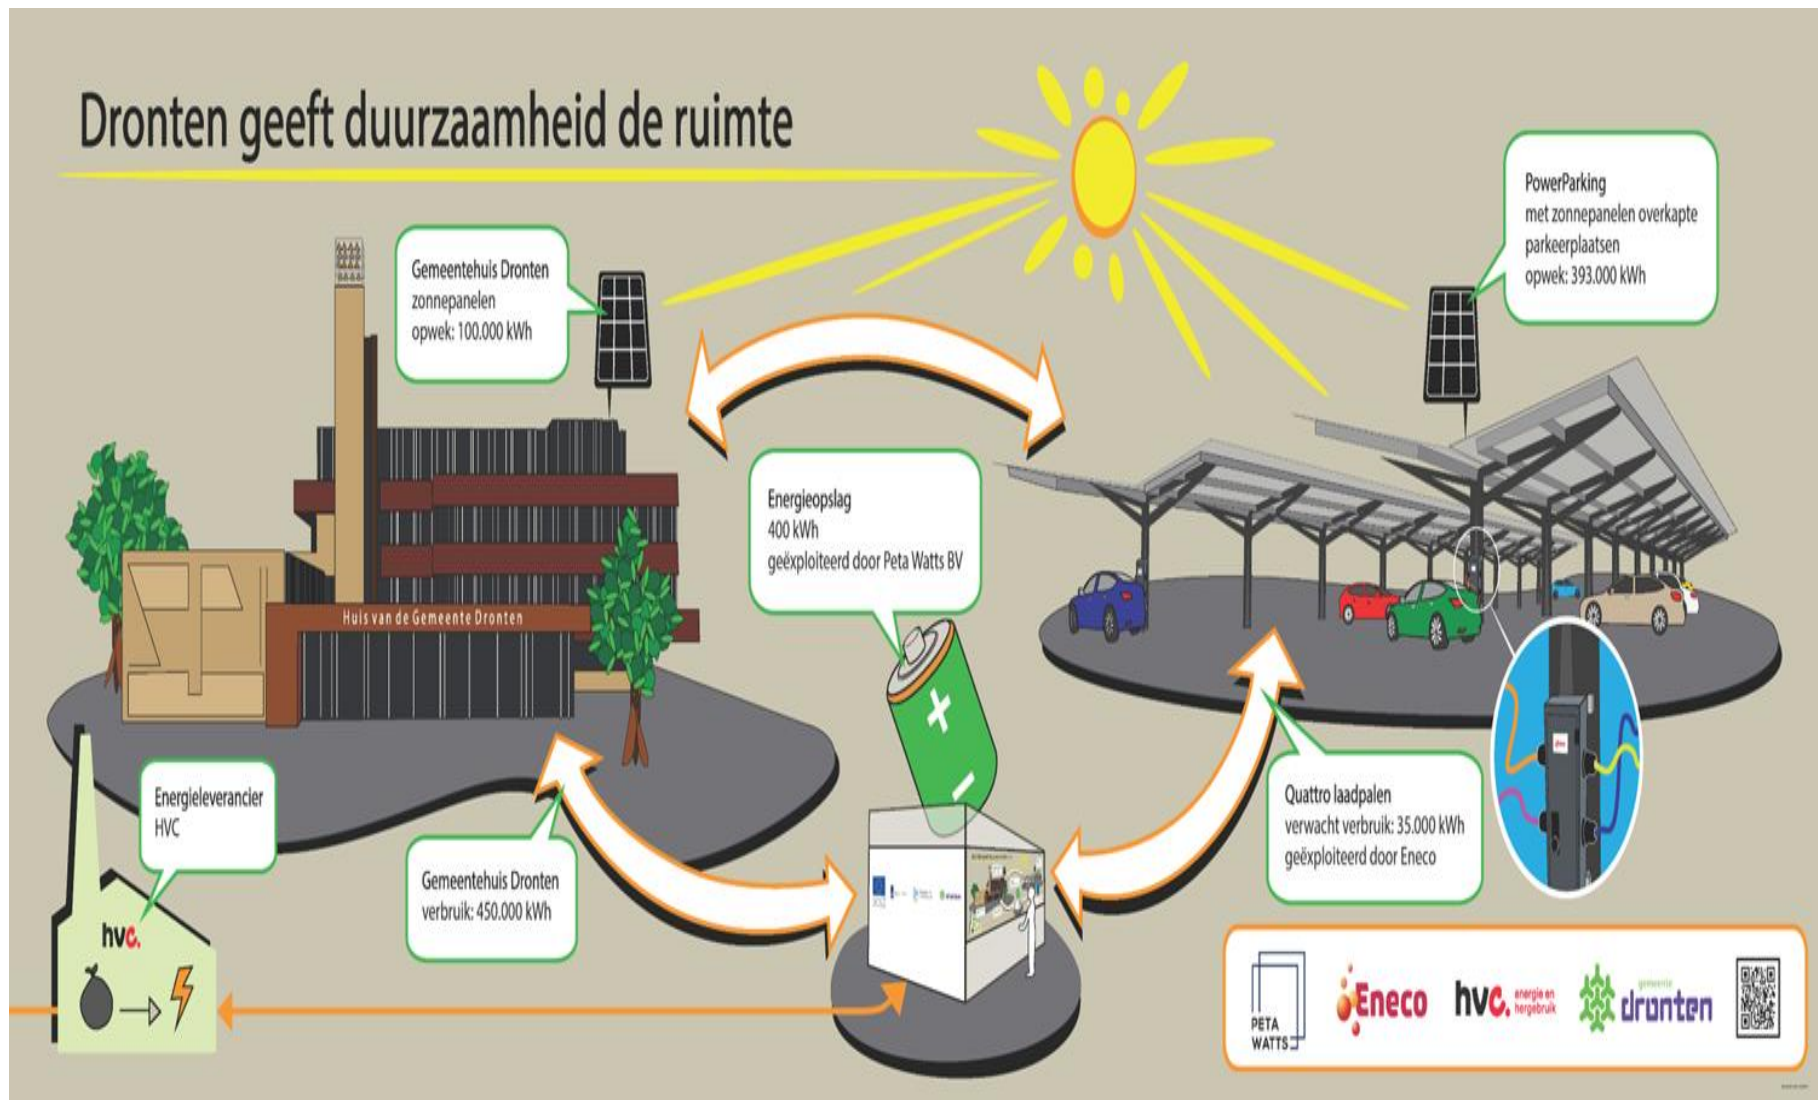 Dronten geeft duurzaamheid de ruimte
PowerParking
met zonnepanelen overkapte
parkeerplaatsen
opwek: 393.000 kWh
Gemeentehuis Dronten
zonnepanelen
opwek: 100.000 kWh
Energieopslag
400 kWh
geëxploiteerd door Peta Watts BV
+
–
Huis van de Gemeente Dronten
Energieleverancier
HVC
hvc.
Gemeentehuis Dronten
verbruik: 450.000 kWh
Quattro laadpalen
verwacht verbruik: 35.000 kWh
geëxploiteerd door Eneco
PETA
WATTS
Eneco
hvc. energie en
hergebruik
gemeente
dronten